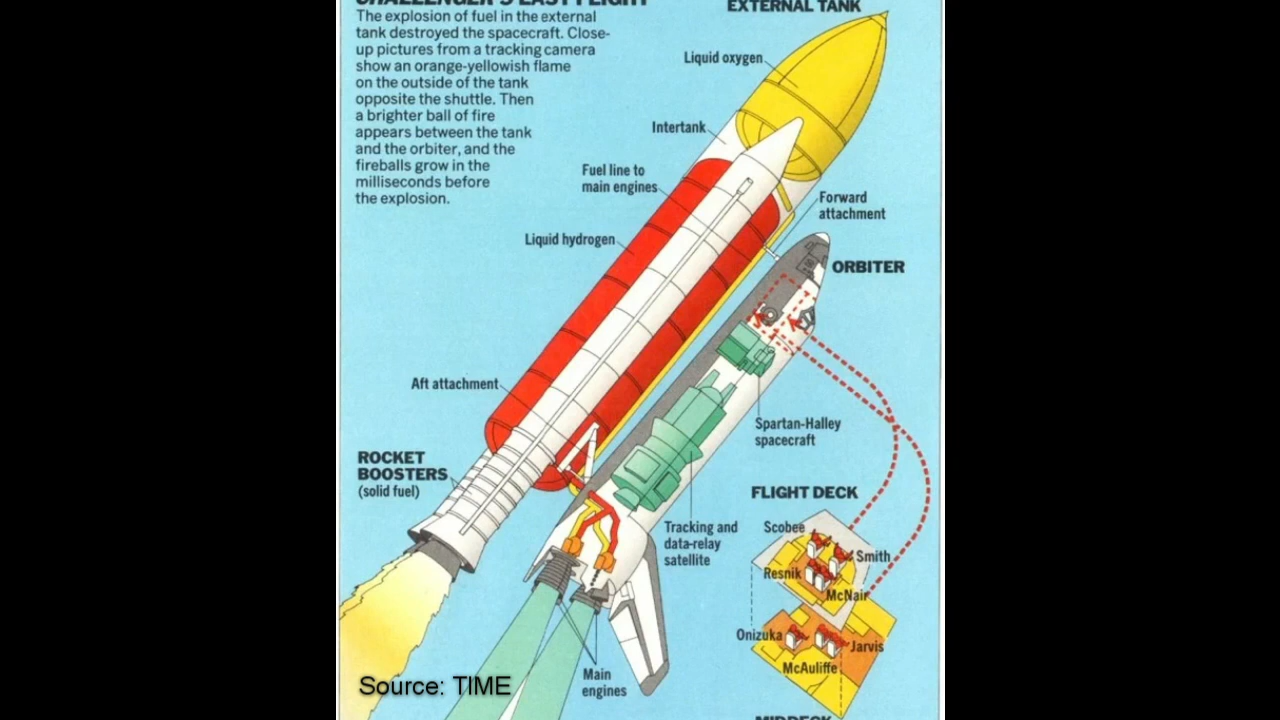 CHALLENGER'S LAST FLIGHT
The explosion of fuel in the external
tank destroyed the spacecraft. Close-
up pictures from a tracking camera
show an orange-yellowish flame
on the outside of the tank
opposite the shuttle. Then
a brighter ball of fire
appears between the tank
and the orbiter, and the
fireballs grow in the
milliseconds before
the explosion.
EXTERNAL TANK
Liquid oxygen
Intertank
Fuel line to
main engines
Forward
attachment
Liquid hydrogen
ORBITER
Aft attachment
Spartan-Halley
spacecraft
ROCKET
BOOSTERS
(solid fuel)
FLIGHT DECK
Tracking and
data-relay
satellite
Scobee
Smith
Resnik
McNair
Onizuka
Jarvis
McAuliffe
Main
engines
Source: TIME
MIDDECK